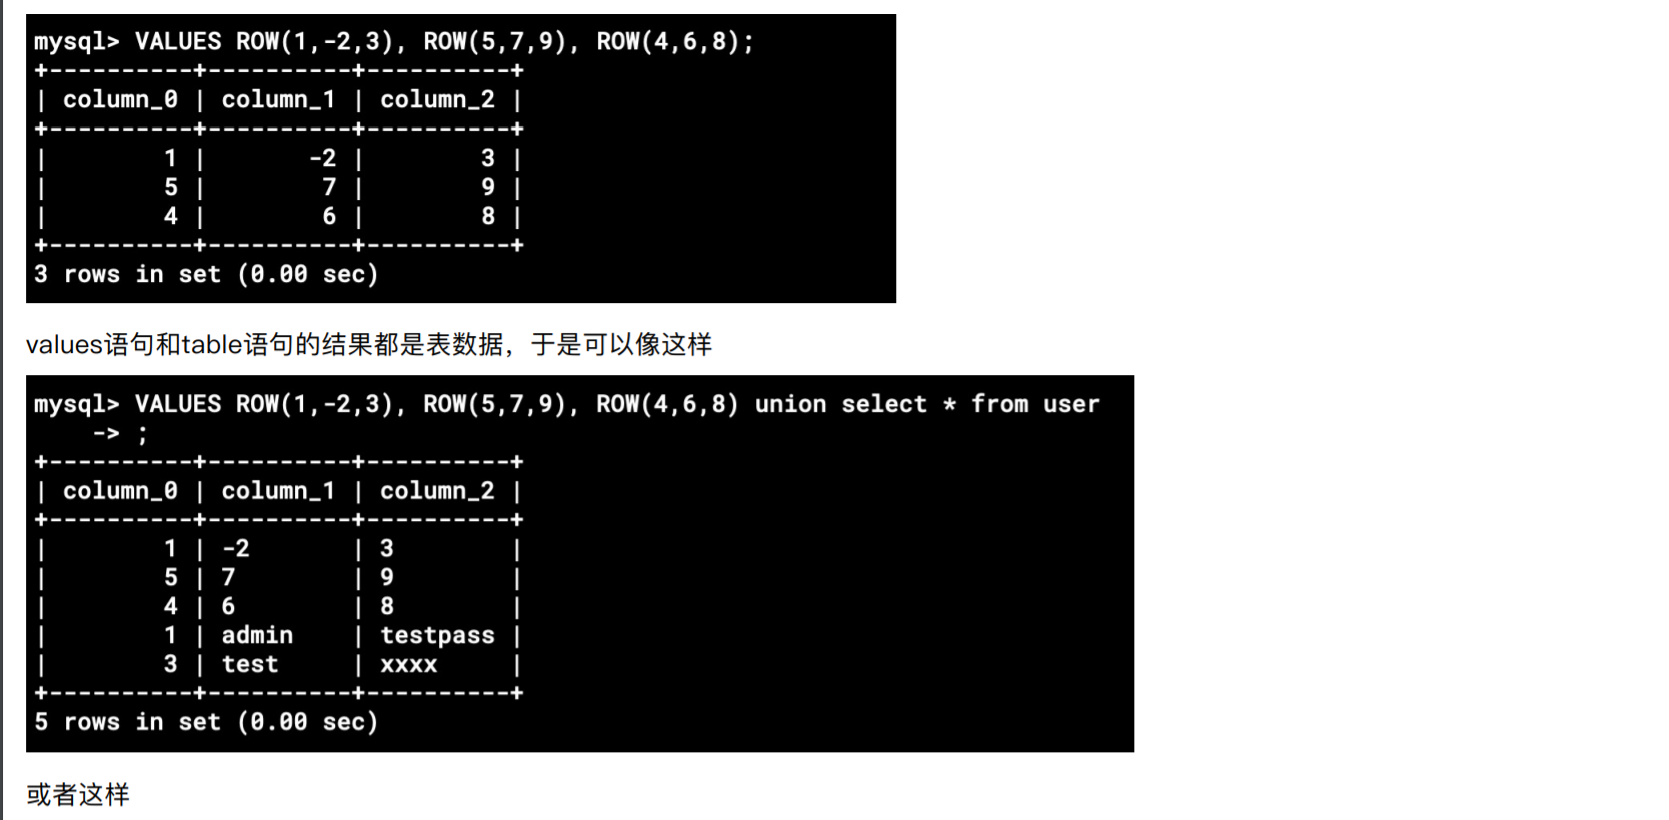 mysql> VALUES ROW(1,-2,3), ROW(5,7,9), ROW(4,6,8);
+----------+----------+----------+
| column_0 | column_1 | column_2 |
+----------+----------+----------+
|        1 |       -2 |        3 |
|        5 |        7 |        9 |
|        4 |        6 |        8 |
+----------+----------+----------+
3 rows in set (0.00 sec)
values语句和table语句的结果都是表数据，于是可以像这样
mysql> VALUES ROW(1,-2,3), ROW(5,7,9), ROW(4,6,8) union select * from user
    -> ;
+----------+----------+----------+
| column_0 | column_1 | column_2 |
+----------+----------+----------+
|        1 | -2       | 3        |
|        5 | 7        | 9        |
|        4 | 6        | 8        |
|        1 | admin    | testpass |
|        3 | test     | xxxx     |
+----------+----------+----------+
5 rows in set (0.00 sec)
或者这样